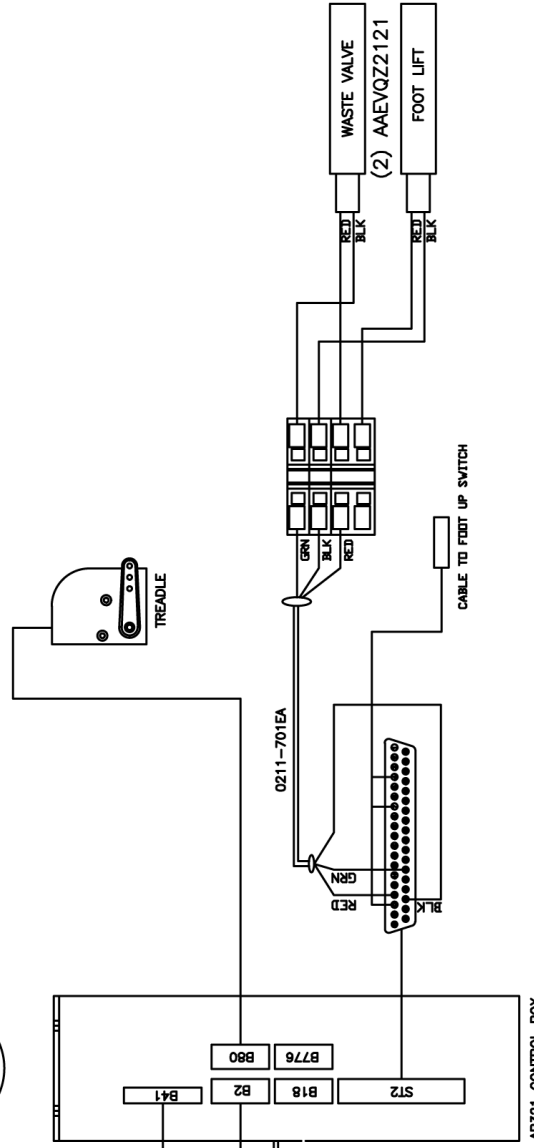 WASTE VALVE
(2) AAEVQZ2121
FOOT LIFT
RED
BLK
RED
BLK
GRN
BLK
RED
CABLE TO FOOT UP SWITCH
TREADLE
0211-701EA
GRN
RED
BLK
B41
B2
B80
B18
B776
ST2
CONTROL BOX